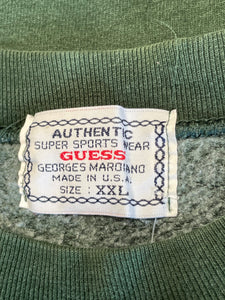 AUTHENTIC
SUPER SPORTS WEAR
GUESS
GEORGES MARCIANO
MADE IN U.S.A.
SIZE : XXL